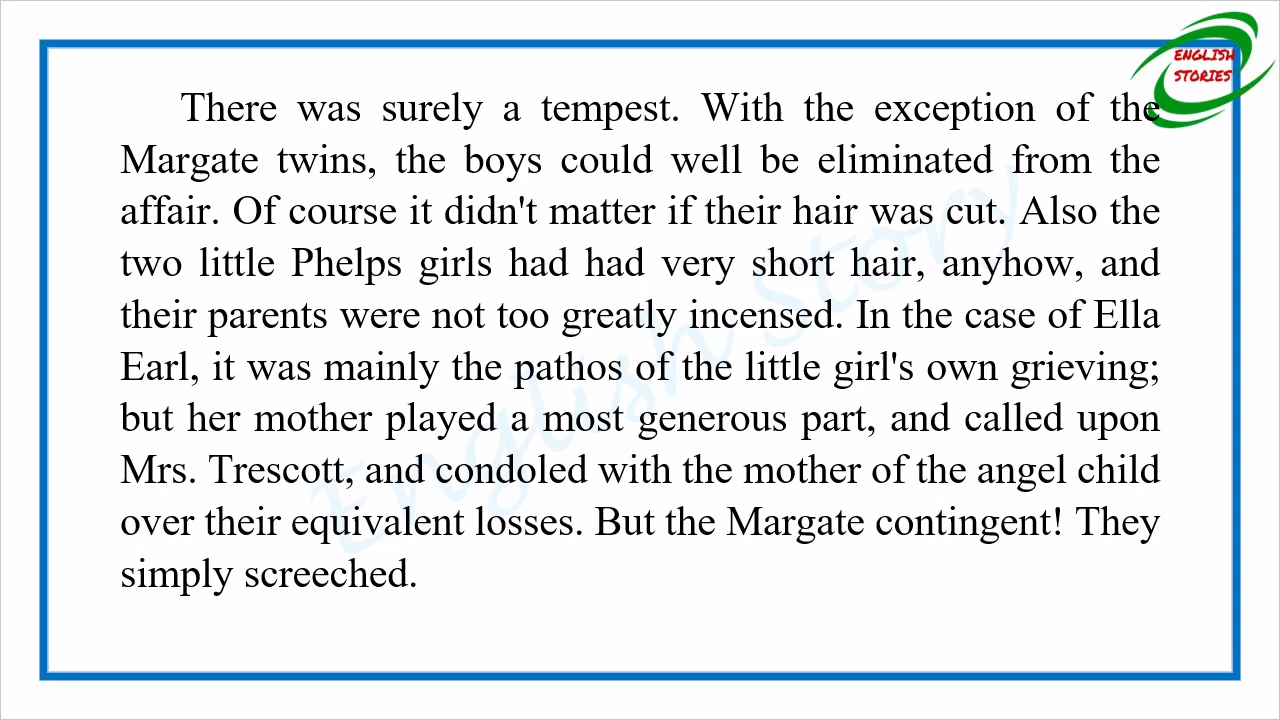 ENGLISH
STORIES
There was surely a tempest. With the exception of the
Margate twins, the boys could well be eliminated from the
affair. Of course it didn't matter if their hair was cut. Also the
two little Phelps girls had had very short hair, anyhow, and
their parents were not too greatly incensed. In the case of Ella
Earl, it was mainly the pathos of the little girl's own grieving;
but her mother played a most generous part, and called upon
Mrs. Trescott, and condoled with the mother of the angel child
over their equivalent losses. But the Margate contingent! They
simply screeched.
English Story